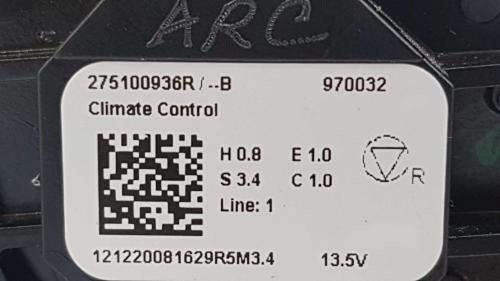 ARC
275100936R / --B 970032
Climate Control
H 0.8 E 1.0
S 3.4 C 1.0
R
Line: 1
121220081629R5M3.4 13.5V